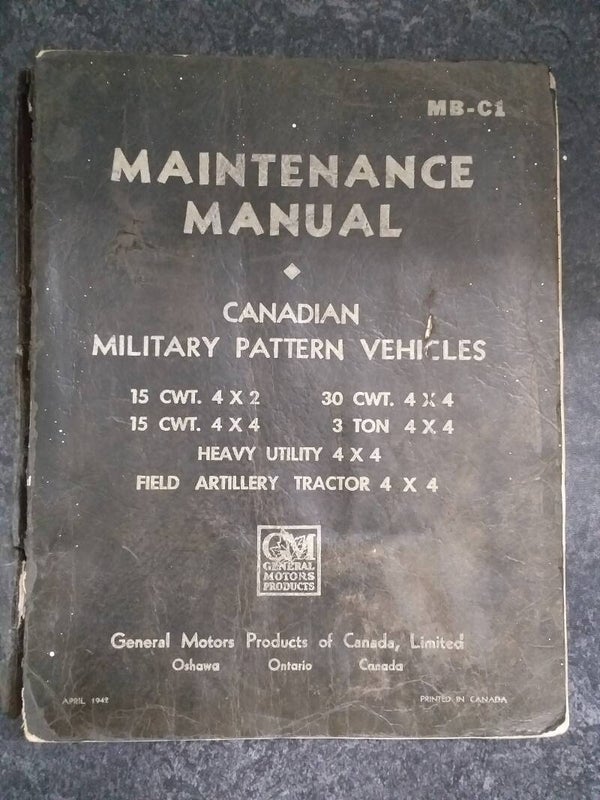 MB-C1
MAINTENANCE
MANUAL
CANADIAN
MILITARY PATTERN VEHICLES
15 CWT. 4 X 2 30 CWT. 4 X 4
15 CWT. 4 X 4 3 TON 4 X 4
HEAVY UTILITY 4 X 4
FIELD ARTILLERY TRACTOR 4 X 4
GM
GENERAL
MOTORS
PRODUCTS
General Motors Products of Canada, Limited
Oshawa Ontario Canada
APRIL 1942 PRINTED IN CANADA